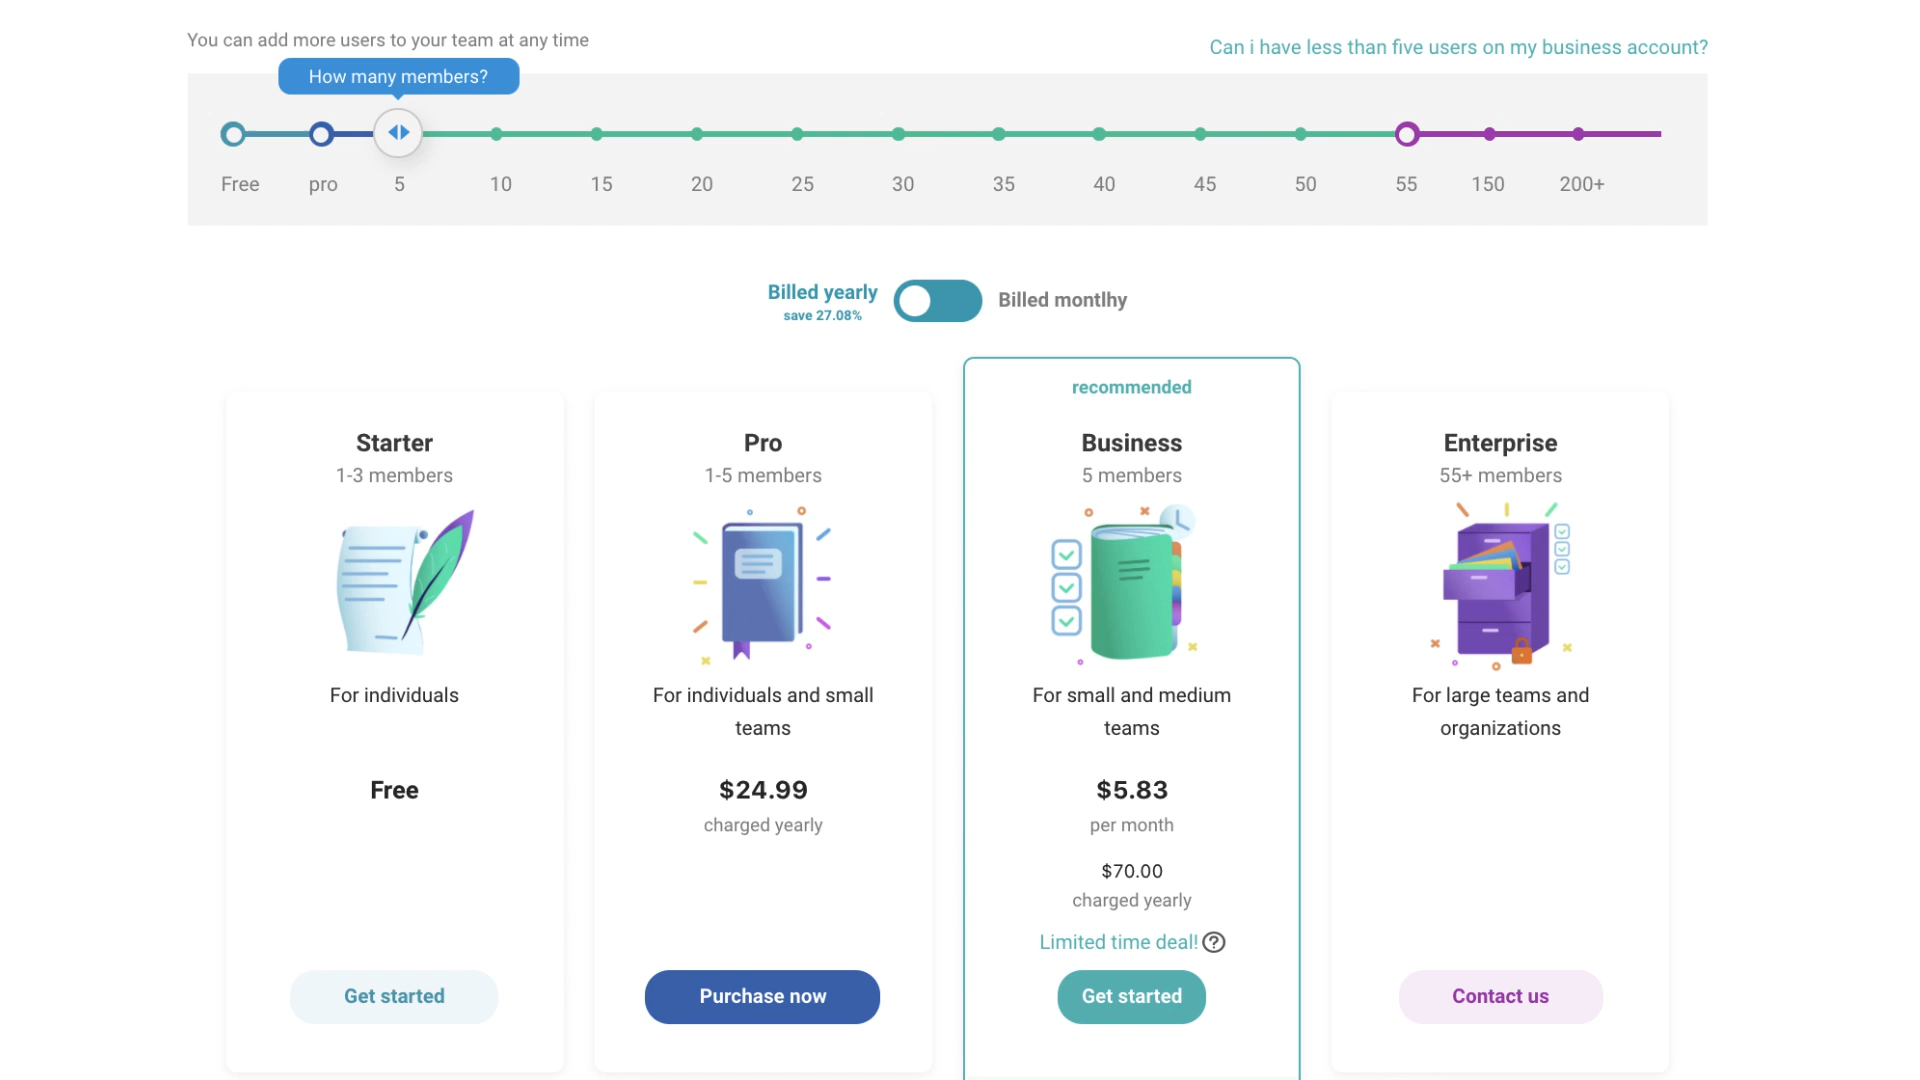 You can add more users to your team at any time
Can i have less than five users on my business account?
How many members?
Free pro 5 10 15 20 25 30 35 40 45 50 55 150 200+
Billed yearly
save 27.08%
Billed montlhy
recommended
Starter
1-3 members
For individuals
Free
Get started
Pro
1-5 members
For individuals and small
teams
$24.99
charged yearly
Purchase now
Business
5 members
For small and medium
teams
$5.83
per month
$70.00
charged yearly
Limited time deal! ?
Get started
Enterprise
55+ members
For large teams and
organizations
Contact us